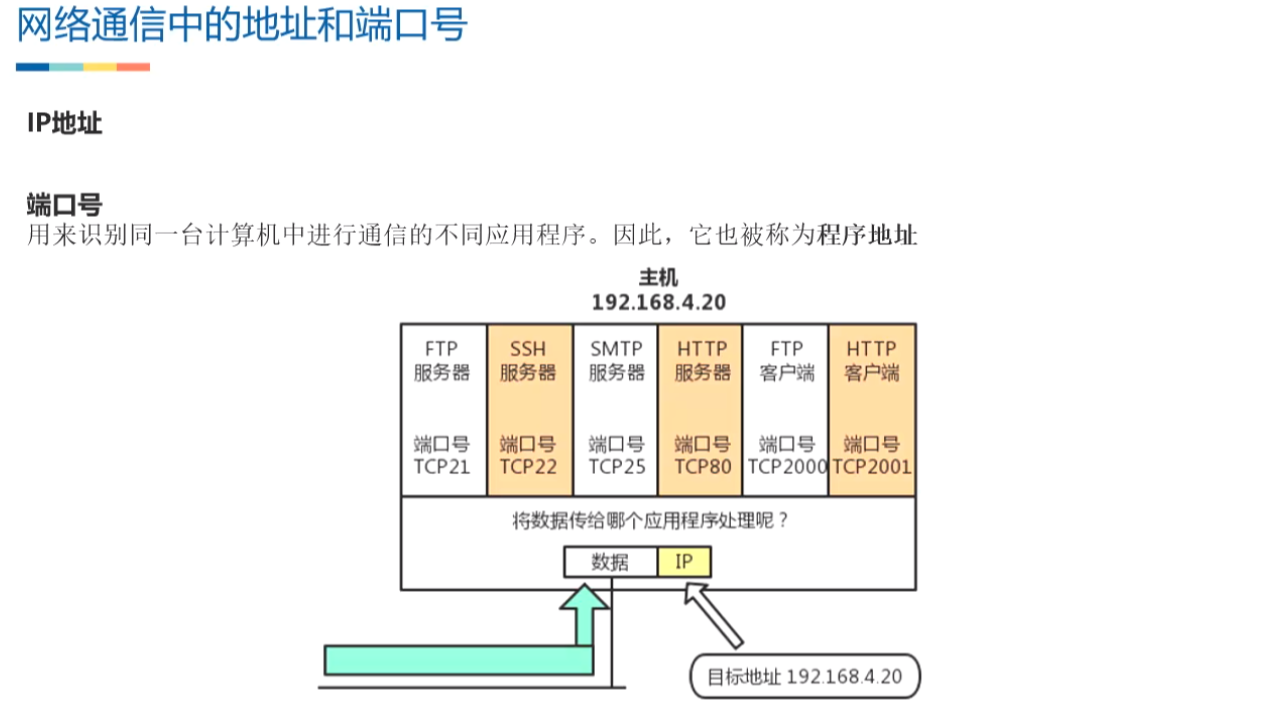 网络通信中的地址和端口号
IP地址
端口号
用来识别同一台计算机中进行通信的不同应用程序。因此，它也被称为程序地址
主机
192.168.4.20
FTP
服务器
端口号
TCP21
SSH
服务器
端口号
TCP22
SMTP
服务器
端口号
TCP25
HTTP
服务器
端口号
TCP80
FTP
客户端
端口号
TCP2000
HTTP
客户端
端口号
TCP2001
将数据传给哪个应用程序处理呢？
数据
IP
目标地址 192.168.4.20